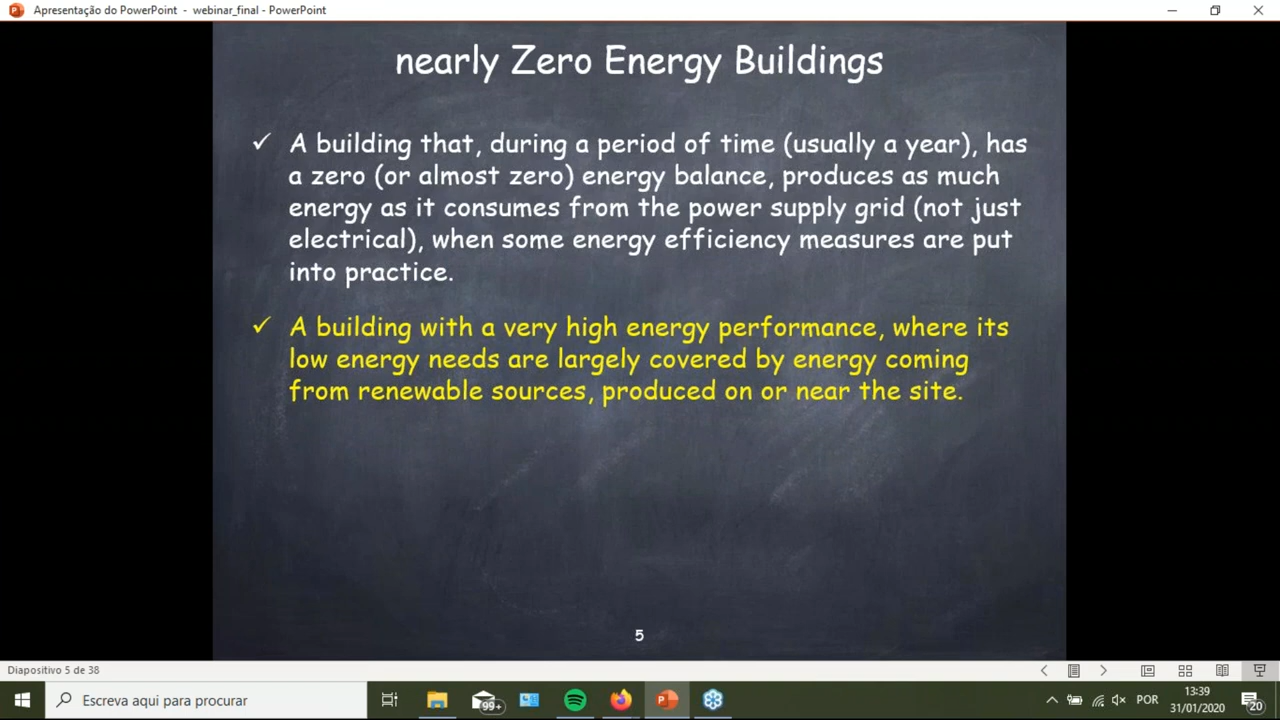 Apresentação do PowerPoint - webinar_final - PowerPoint
nearly Zero Energy Buildings
✓ A building that, during a period of time (usually a year), has
a zero (or almost zero) energy balance, produces as much
energy as it consumes from the power supply grid (not just
electrical), when some energy efficiency measures are put
into practice.
✓ A building with a very high energy performance, where its
low energy needs are largely covered by energy coming
from renewable sources, produced on or near the site.
5
Diapositivo 5 de 38
Escreva aqui para procurar
99+
POR
13:39
31/01/2020
20